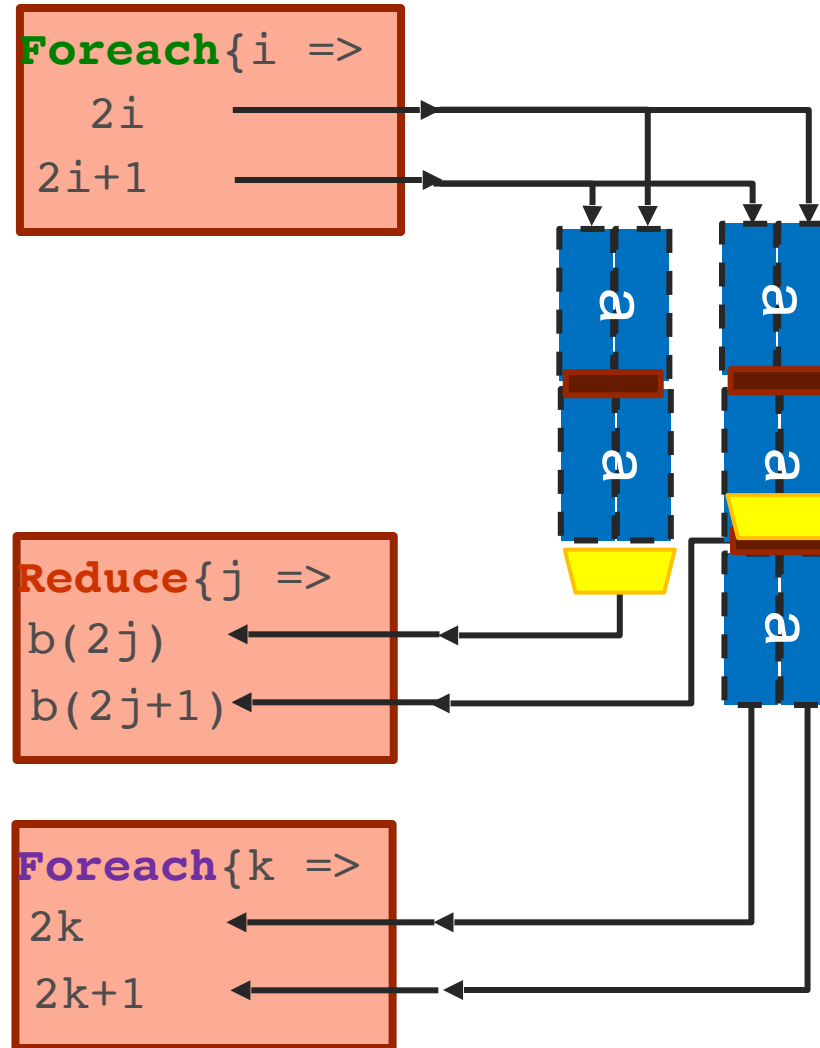 Foreach{i =>
2i
2i+1
a
a
a
a
a
Reduce{j =>
b(2j)
b(2j+1)
Foreach{k =>
2k
2k+1